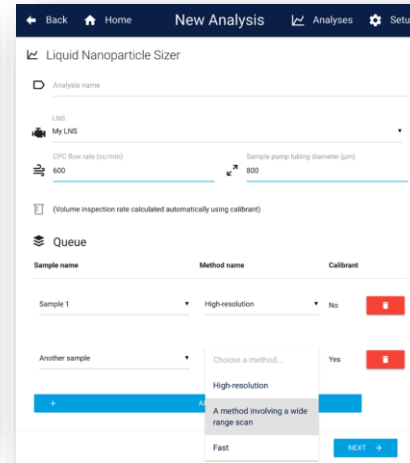 Back Home New Analysis Analyses Setu
Liquid Nanoparticle Sizer
Analysis name
LNS
My LNS
CPC flow rate (cc/min) Sample pump tubing diameter (µm)
600 800
(Volume inspection rate calculated automatically using calibrant)
Queue
Sample name Method name Calibrant
Sample 1 High-resolution No
Another sample Choose a method... Yes
High-resolution
+ A
A method involving a wide
range scan
Fast
NEXT →